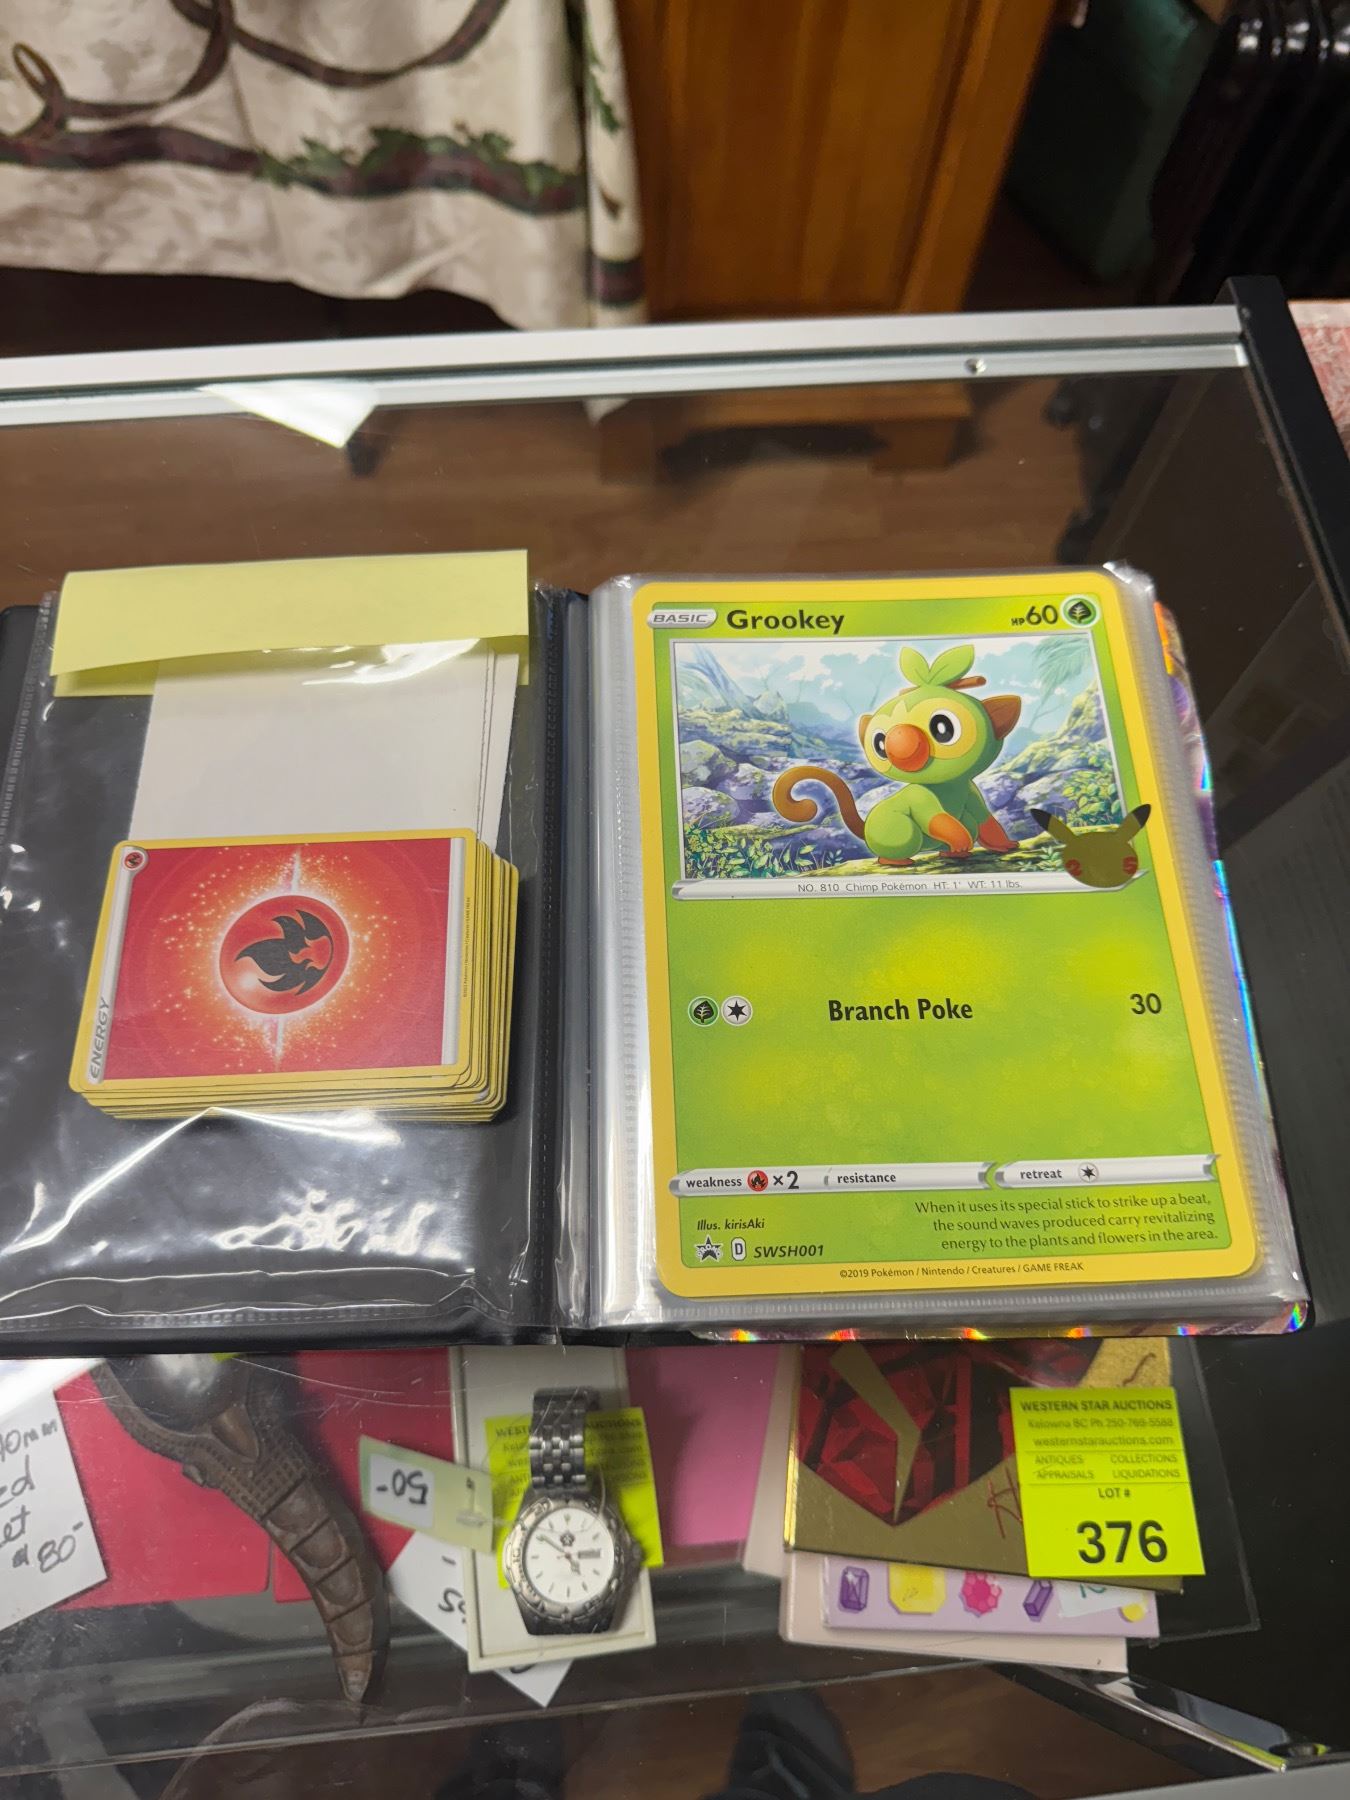 BASIC Grookey HP60
25
NO. 810 Chimp Pokémon HT: 1' WT: 11 lbs.
Branch Poke 30
weakness ×2 resistance retreat
When it uses its special stick to strike up a beat,
the sound waves produced carry revitalizing
energy to the plants and flowers in the area.
Illus. kirisAki
D SWSH001
©2019 Pokémon / Nintendo / Creatures / GAME FREAK
ENERGY
WESTERN STAR AUCTIONS
Kelowna BC Ph 250-769-5588
westernstarauctions.com
ANTIQUES COLLECTIONS
APPRAISALS LIQUIDATIONS
LOT #
376
50-
80-